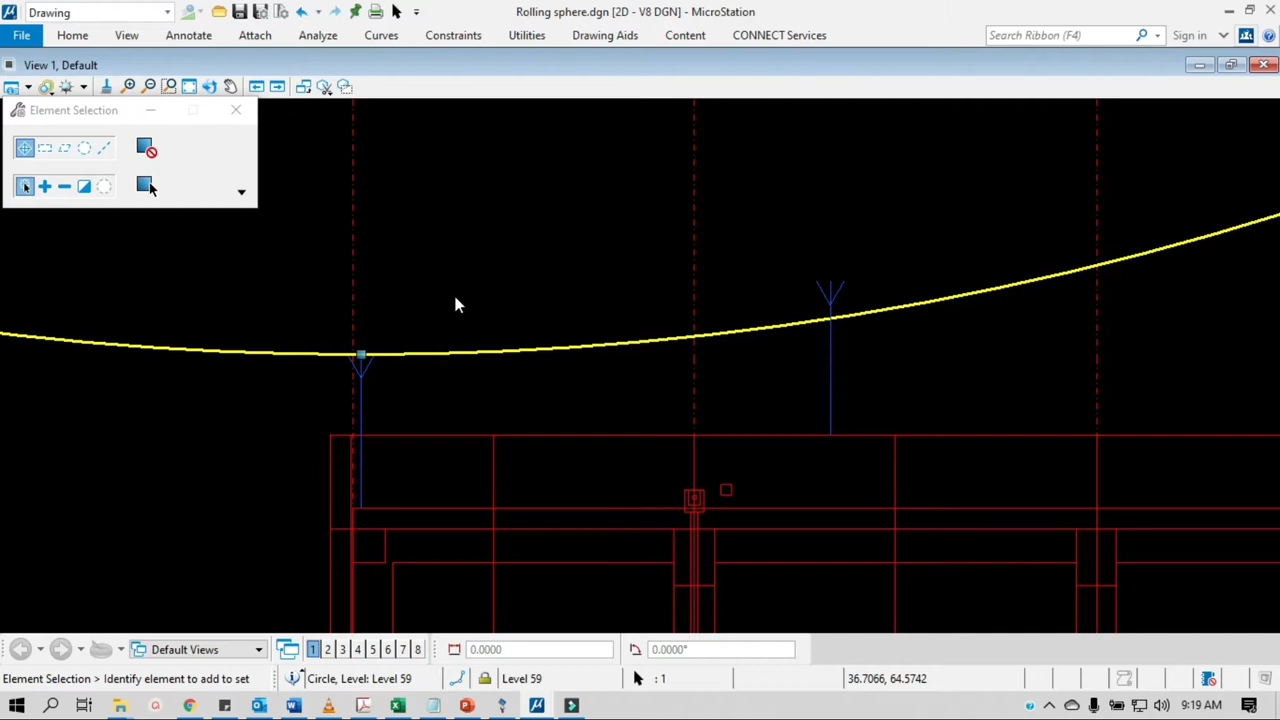 Drawing
Rolling sphere.dgn [2D - V8 DGN] - MicroStation
File Home View Annotate Attach Analyze Curves Constraints Utilities Drawing Aids Content CONNECT Services Search Ribbon (F4) Sign in
View 1, Default
Element Selection
Default Views 1 2 3 4 5 6 7 8 0.0000 0.0000°
Element Selection > Identify element to add to set Circle, Level: Level 59 Level 59 : 1 36.7066, 64.5742
9:19 AM